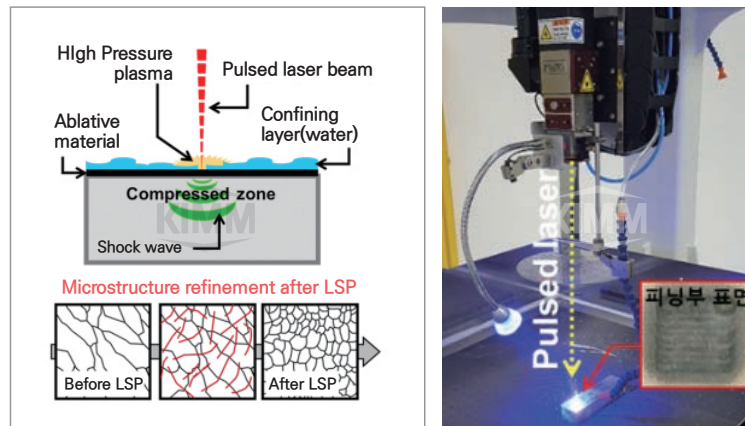 HIgh Pressure
plasma
Pulsed laser beam
Ablative
material
Confining
layer(water)
Compressed zone
KIMM
Shock wave
Microstructure refinement after LSP
Before LSP
After LSP
Pulsed laser
KIMM
피닝부 표면